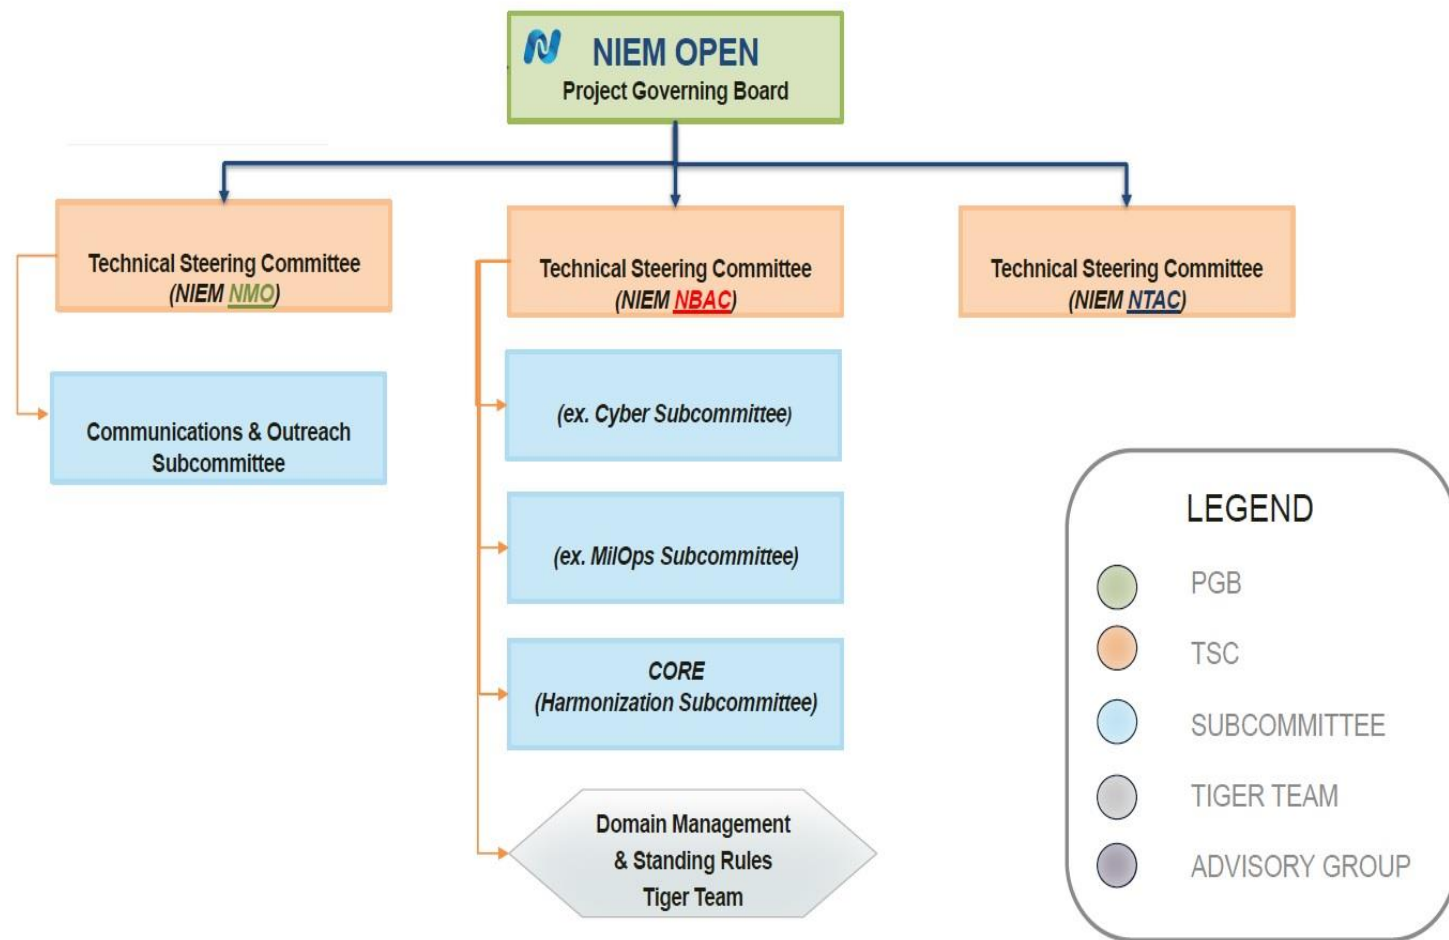 NIEM OPEN
Project Governing Board
Technical Steering Committee
(NIEM NMO)
Technical Steering Committee
(NIEM NBAC)
Technical Steering Committee
(NIEM NTAC)
Communications & Outreach
Subcommittee
(ex. Cyber Subcommittee)
(ex. MilOps Subcommittee)
CORE
(Harmonization Subcommittee)
Domain Management
& Standing Rules
Tiger Team
LEGEND
PGB
TSC
SUBCOMMITTEE
TIGER TEAM
ADVISORY GROUP